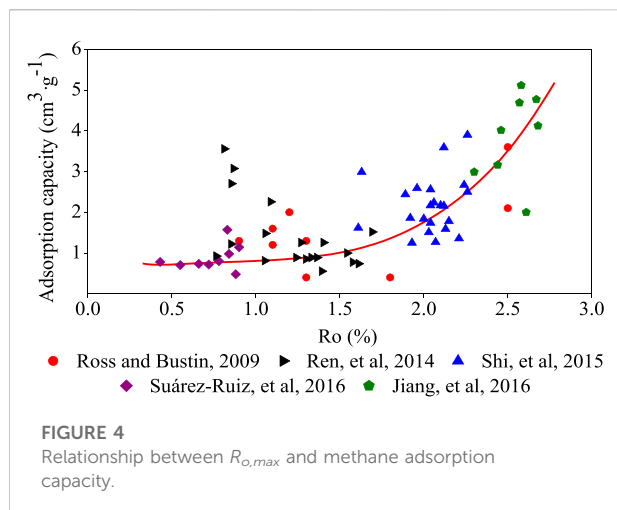 6
5
4
3
2
1
Adsorption capacity (cm³·g⁻¹)
0.0 0.5 1.0 1.5 2.0 2.5 3.0
Ro (%)
Ross and Bustin, 2009 Ren, et al, 2014 Shi, et al, 2015
Suárez-Ruiz, et al, 2016 Jiang, et al, 2016
FIGURE 4
Relationship between Ro,max and methane adsorption
capacity.